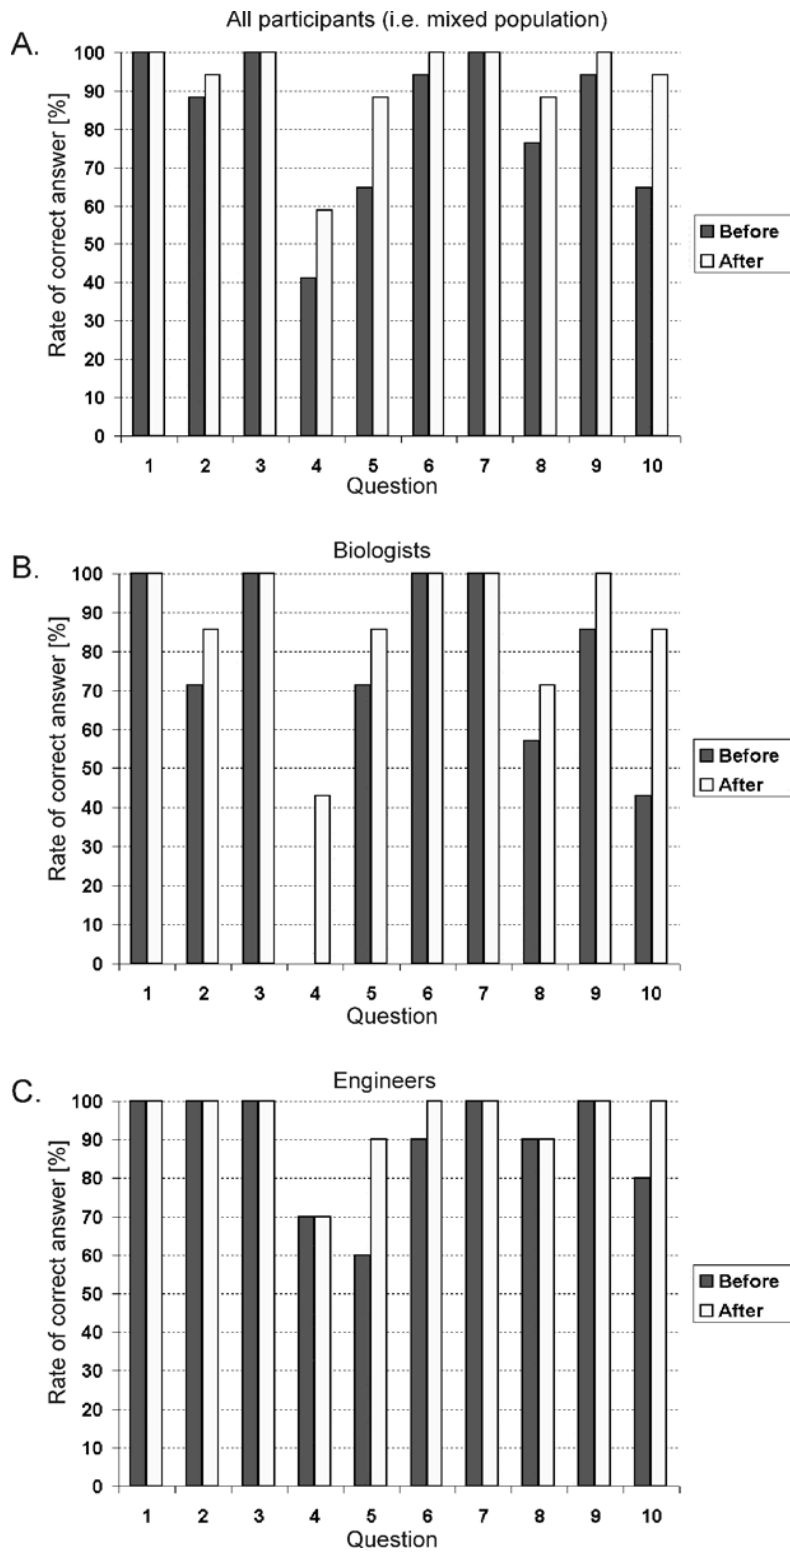 All participants (i.e. mixed population)
A.
Rate of correct answer [%]
100
90
80
70
60
50
40
30
20
10
0
1 2 3 4 5 6 7 8 9 10
Question
Before
After
Biologists
B.
Rate of correct answer [%]
100
90
80
70
60
50
40
30
20
10
0
1 2 3 4 5 6 7 8 9 10
Question
Before
After
Engineers
C.
Rate of correct answer [%]
100
90
80
70
60
50
40
30
20
10
0
1 2 3 4 5 6 7 8 9 10
Question
Before
After